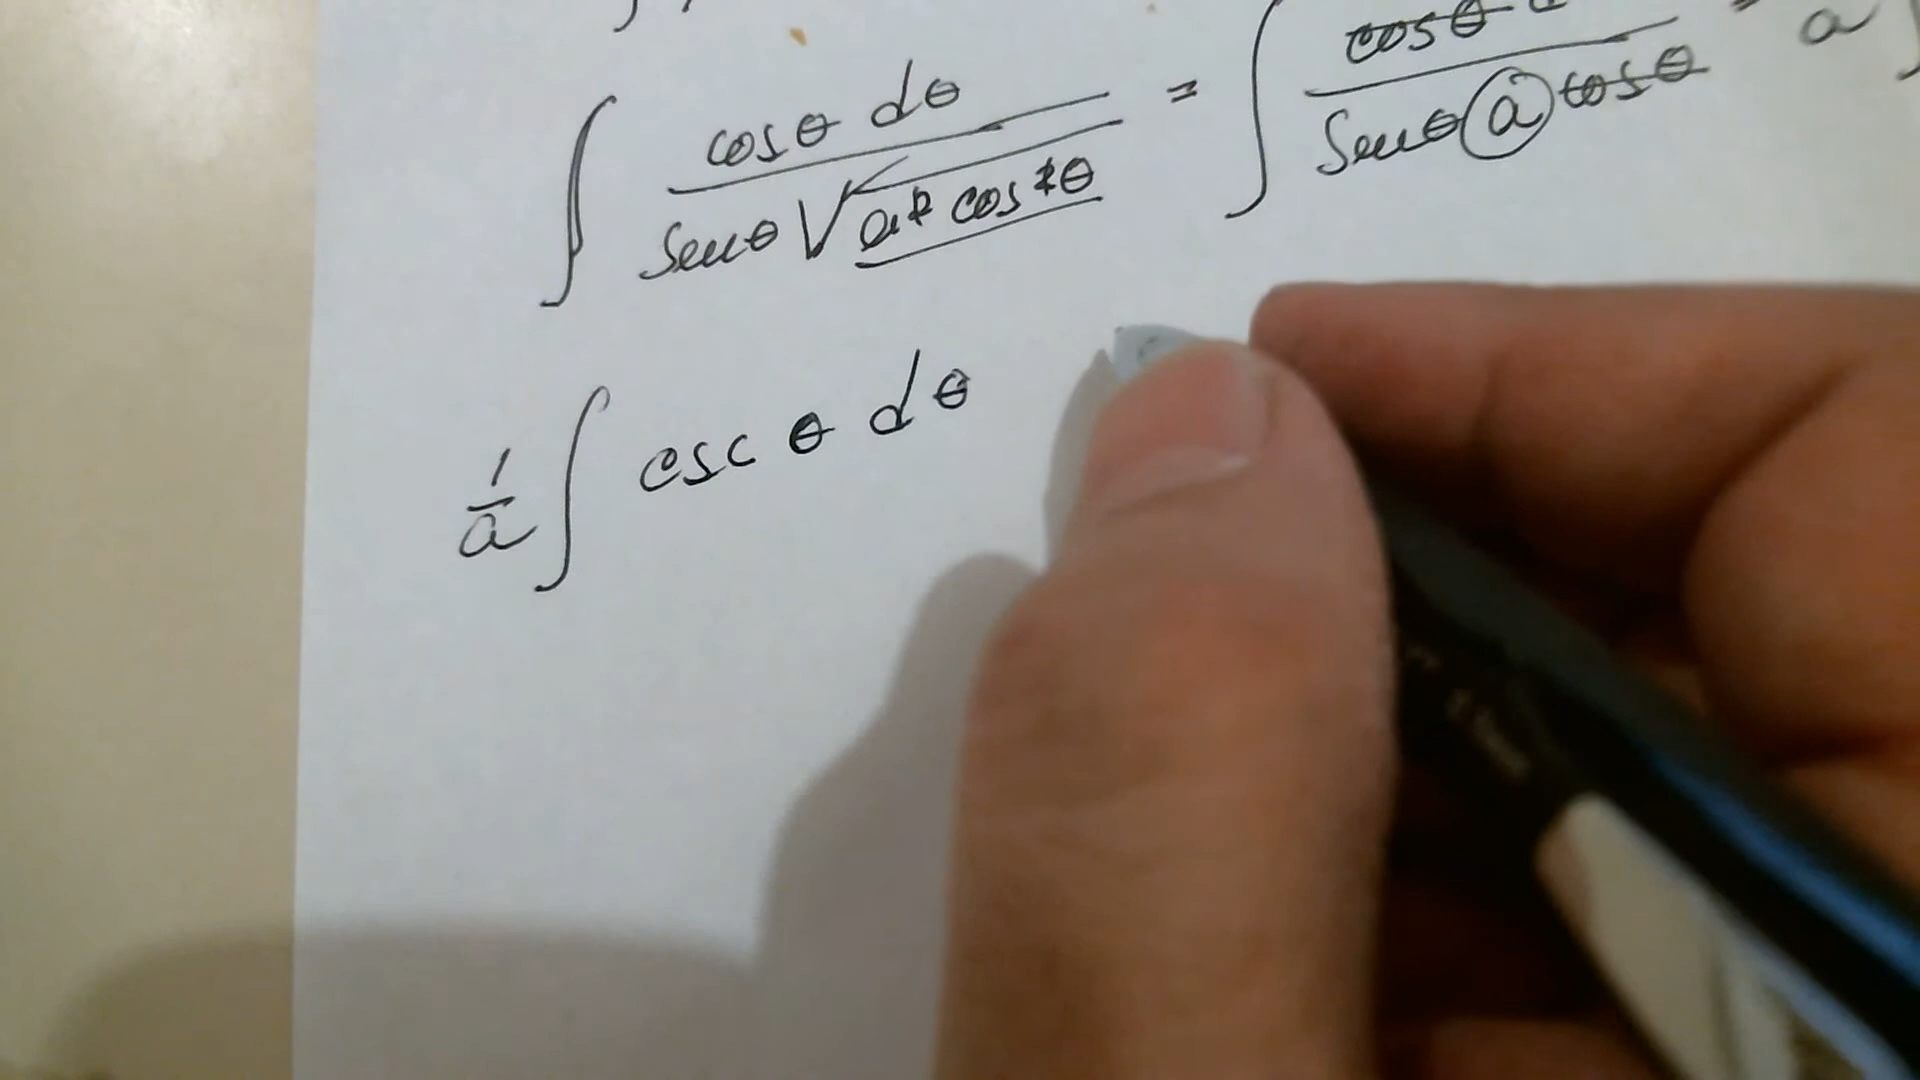 ∫ cosθ dθ / senθ √a² cos²θ = ∫ cosθ / senθ a cosθ = a ∫
1/a ∫ csc θ dθ